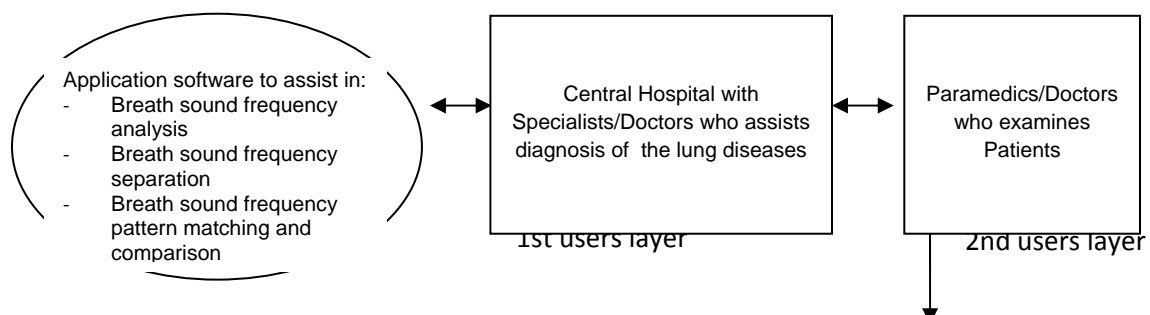 Application software to assist in:
- Breath sound frequency
analysis
- Breath sound frequency
separation
- Breath sound frequency
pattern matching and
comparison
Central Hospital with
Specialists/Doctors who assists
diagnosis of the lung diseases
1st users layer
Paramedics/Doctors
who examines
Patients
2nd users layer